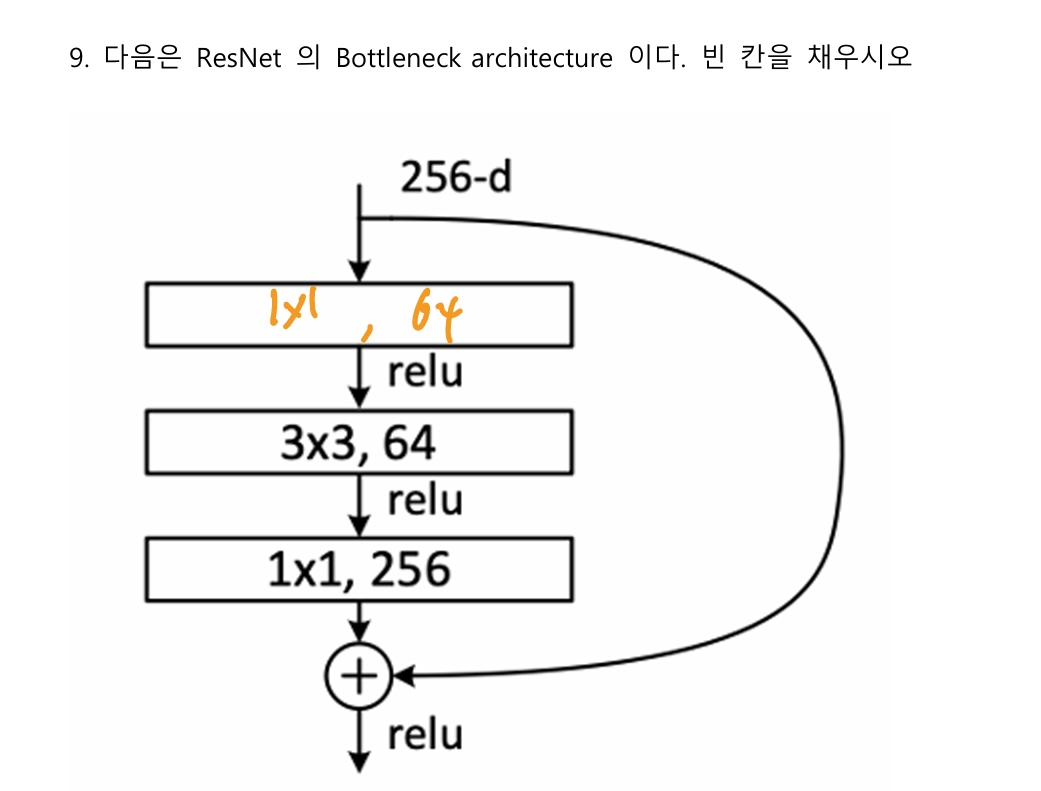 9. 다음은 ResNet 의 Bottleneck architecture 이다. 빈 칸을 채우시오
256-d
1x1 , 64
relu
3x3, 64
relu
1x1, 256
+
relu